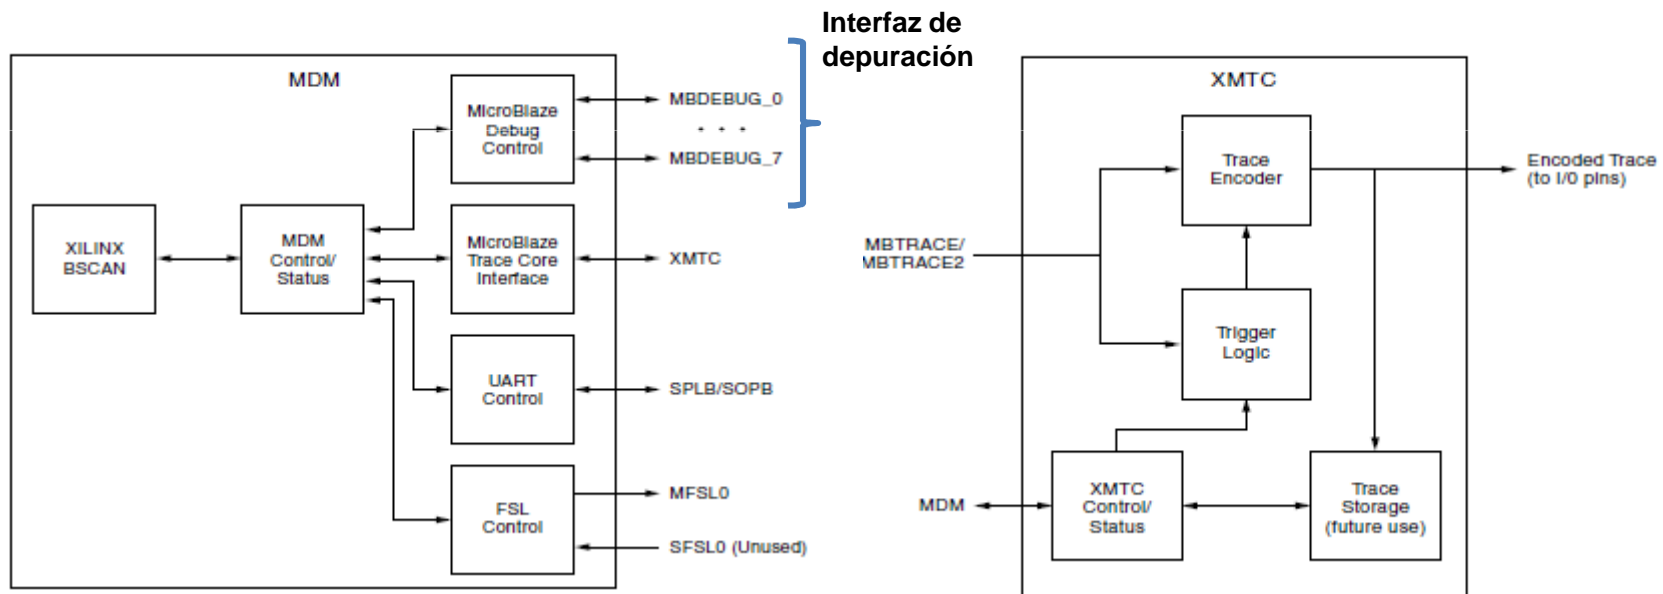 Interfaz de
depuración
MDM
MicroBlaze
Debug
Control
MBDEBUG_0
. . .
MBDEBUG_7
XILINX
BSCAN
MDM
Control/
Status
MicroBlaze
Trace Core
Interface
XMTC
UART
Control
SPLB/SOPB
FSL
Control
MFSL0
SFSL0 (Unused)
XMTC
Trace
Encoder
Encoded Trace
(to I/0 pins)
MBTRACE/
MBTRACE2
Trigger
Logic
MDM
XMTC
Control/
Status
Trace
Storage
(future use)